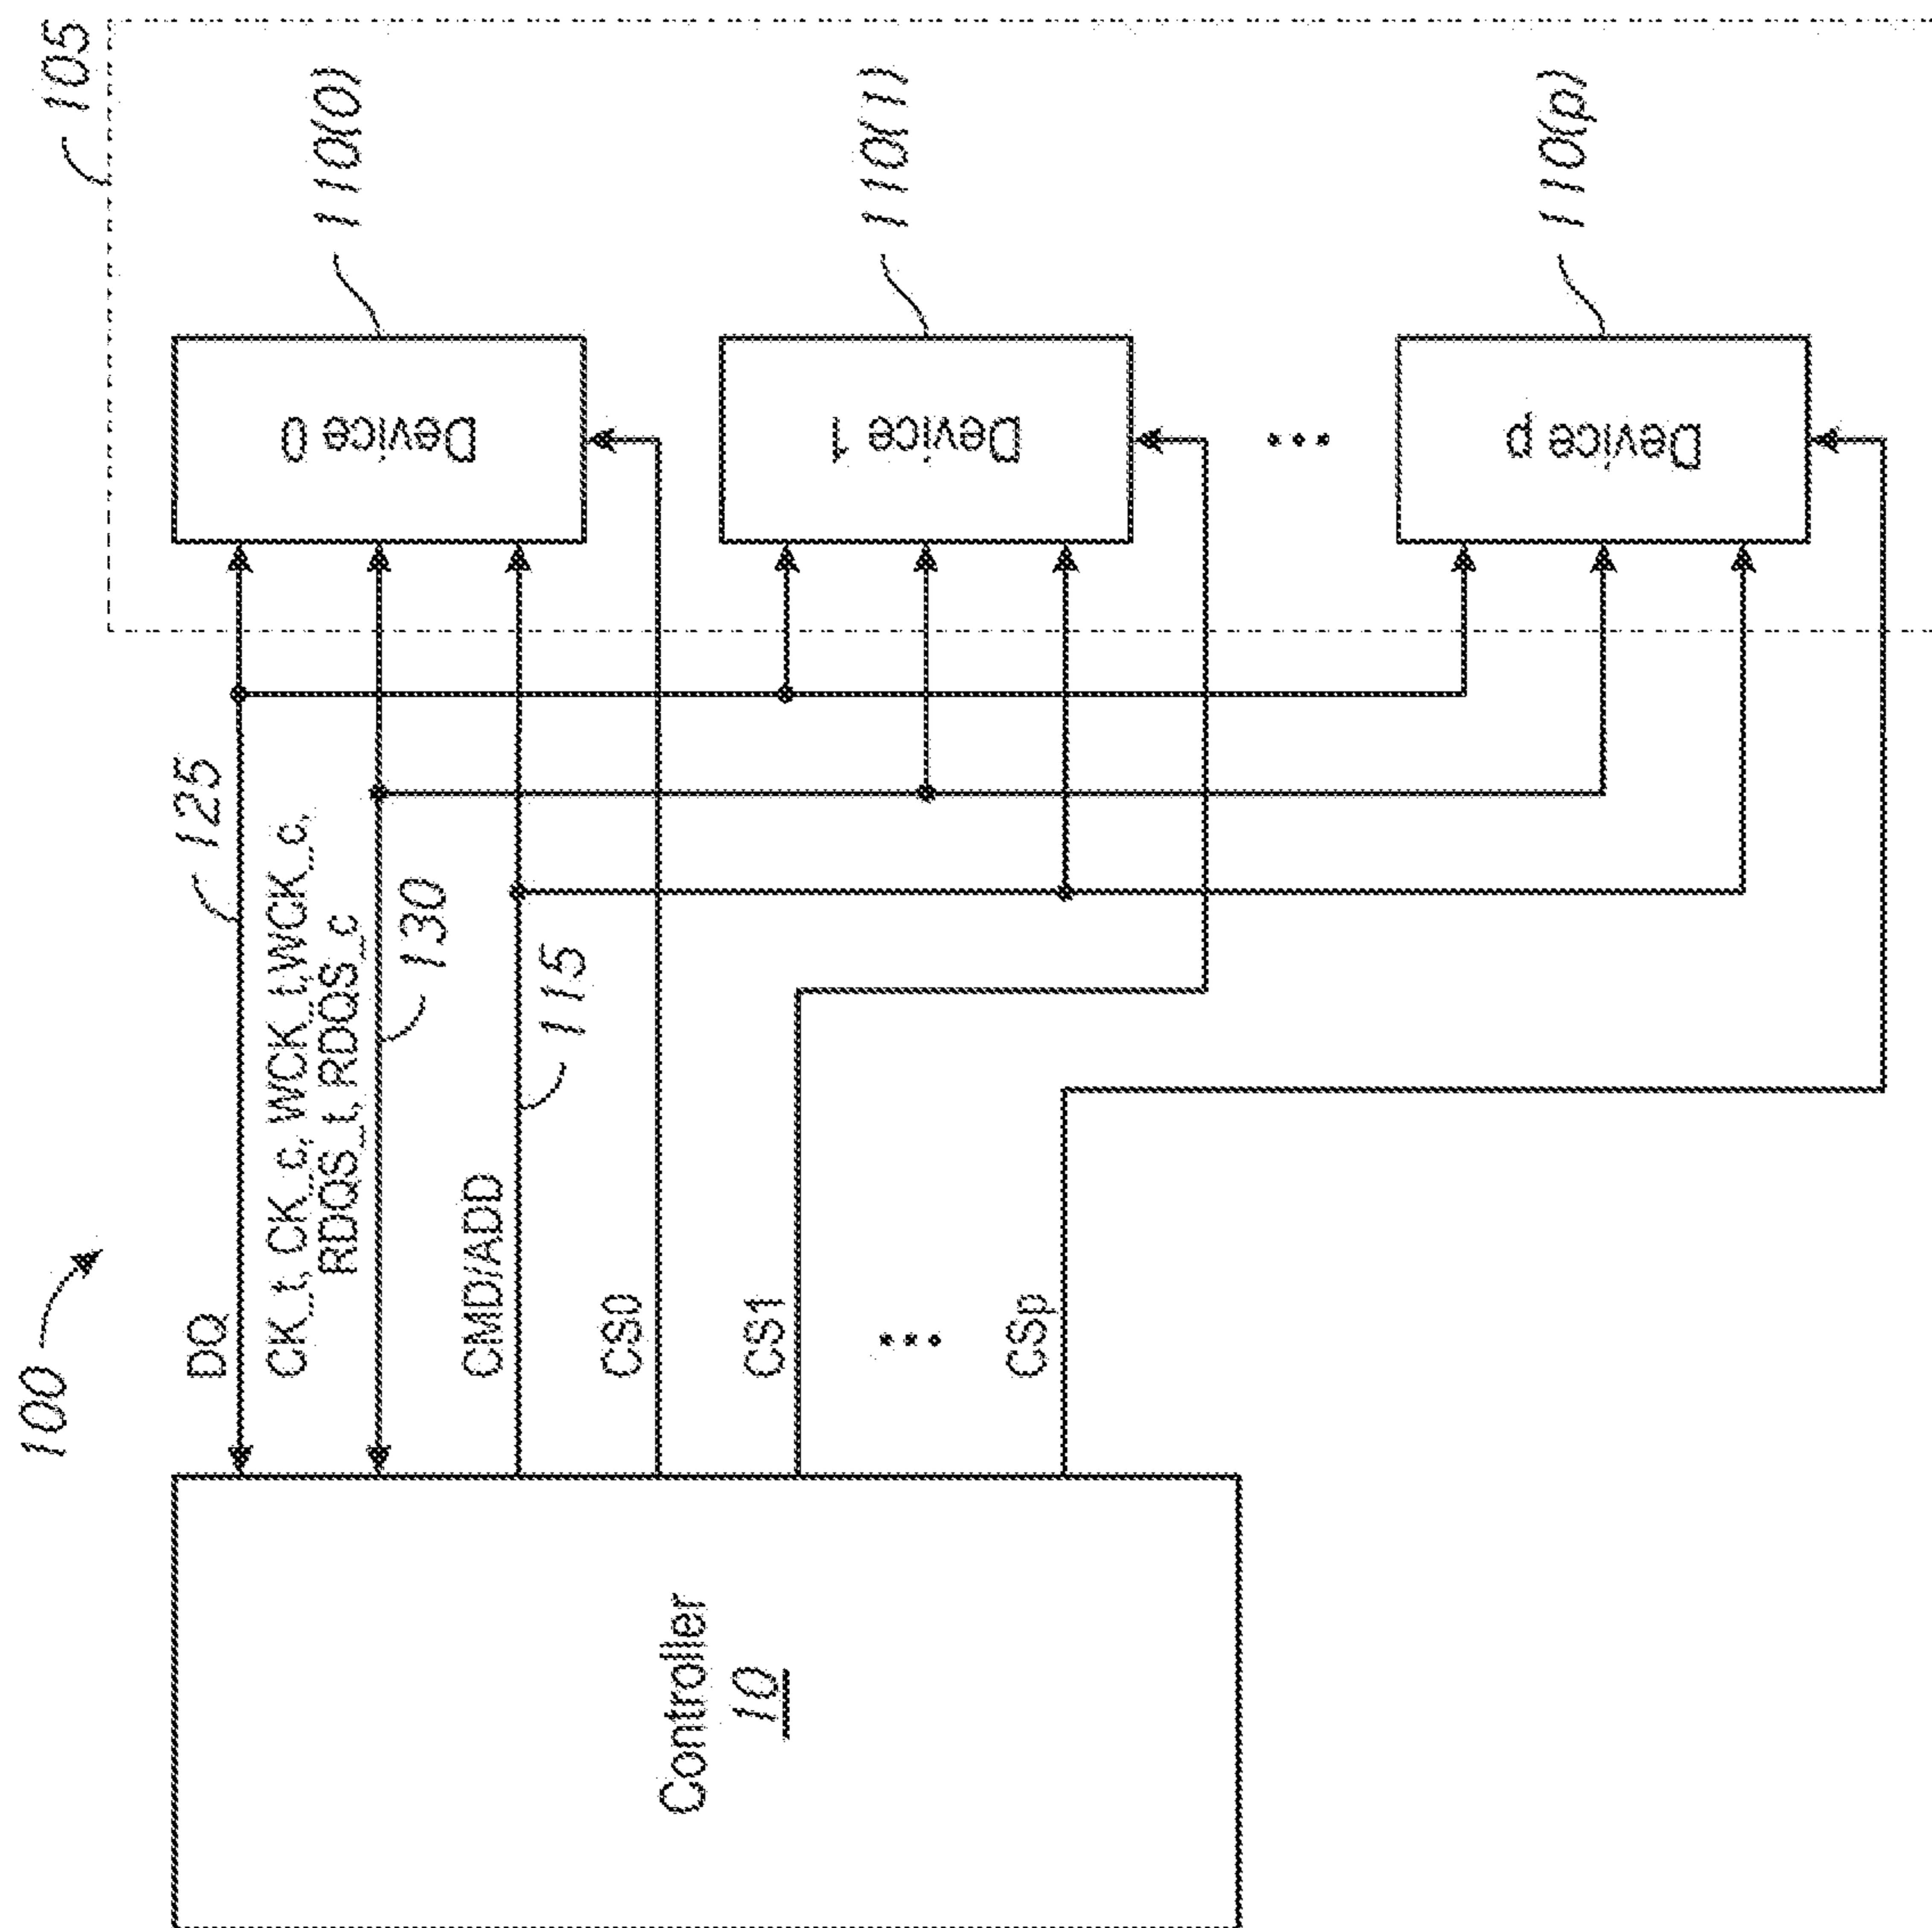 100
105
DQ
125
CK_t, CK_c, WCK_t,WCK_c,
RDQS_t, RDQS_c
130
CMD/ADD
115
CS0
CS1
CSp
Controller
10
Device 0
110(0)
Device 1
110(1)
Device p
110(p)